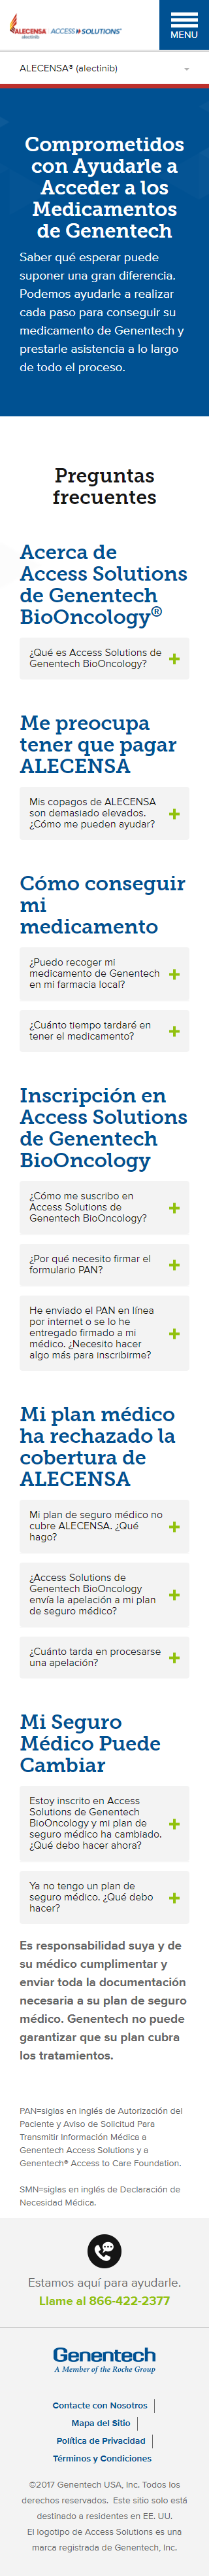 ALECENSA
alectinib
ACCESS SOLUTIONS
MENU
ALECENSA® (alectinib)
Comprometidos
con Ayudarle a
Acceder a los
Medicamentos
de Genentech
Saber qué esperar puede
suponer una gran diferencia.
Podemos ayudarle a realizar
cada paso para conseguir su
medicamento de Genentech y
prestarle asistencia a lo largo
de todo el proceso.
Preguntas
frecuentes
Acerca de
Access Solutions
de Genentech
BioOncology®
¿Qué es Access Solutions de
Genentech BioOncology?
Me preocupa
tener que pagar
ALECENSA
Mis copagos de ALECENSA
son demasiado elevados.
¿Cómo me pueden ayudar?
Cómo conseguir
mi
medicamento
¿Puedo recoger mi
medicamento de Genentech
en mi farmacia local?
¿Cuánto tiempo tardaré en
tener el medicamento?
Inscripción en
Access Solutions
de Genentech
BioOncology
¿Cómo me suscribo en
Access Solutions de
Genentech BioOncology?
¿Por qué necesito firmar el
formulario PAN?
He enviado el PAN en línea
por internet o se lo he
entregado firmado a mi
médico. ¿Necesito hacer
algo más para inscribirme?
Mi plan médico
ha rechazado la
cobertura de
ALECENSA
Mi plan de seguro médico no
cubre ALECENSA. ¿Qué
hago?
¿Access Solutions de
Genentech BioOncology
envía la apelación a mi plan
de seguro médico?
¿Cuánto tarda en procesarse
una apelación?
Mi Seguro
Médico Puede
Cambiar
Estoy inscrito en Access
Solutions de Genentech
BioOncology y mi plan de
seguro médico ha cambiado.
¿Qué debo hacer ahora?
Ya no tengo un plan de
seguro médico. ¿Qué debo
hacer?
Es responsabilidad suya y de
su médico cumplimentar y
enviar toda la documentación
necesaria a su plan de seguro
médico. Genentech no puede
garantizar que su plan cubra
los tratamientos.
PAN=siglas en inglés de Autorización del
Paciente y Aviso de Solicitud Para
Transmitir Información Médica a
Genentech Access Solutions y a
Genentech® Access to Care Foundation.
SMN=siglas en inglés de Declaración de
Necesidad Médica.
Estamos aquí para ayudarle.
Llame al 866-422-2377
Genentech
A Member of the Roche Group
Contacte con Nosotros
Mapa del Sitio
Política de Privacidad
Términos y Condiciones
©2017 Genentech USA, Inc. Todos los
derechos reservados. Este sitio solo está
destinado a residentes en EE. UU.
El logotipo de Access Solutions es una
marca registrada de Genentech, Inc.